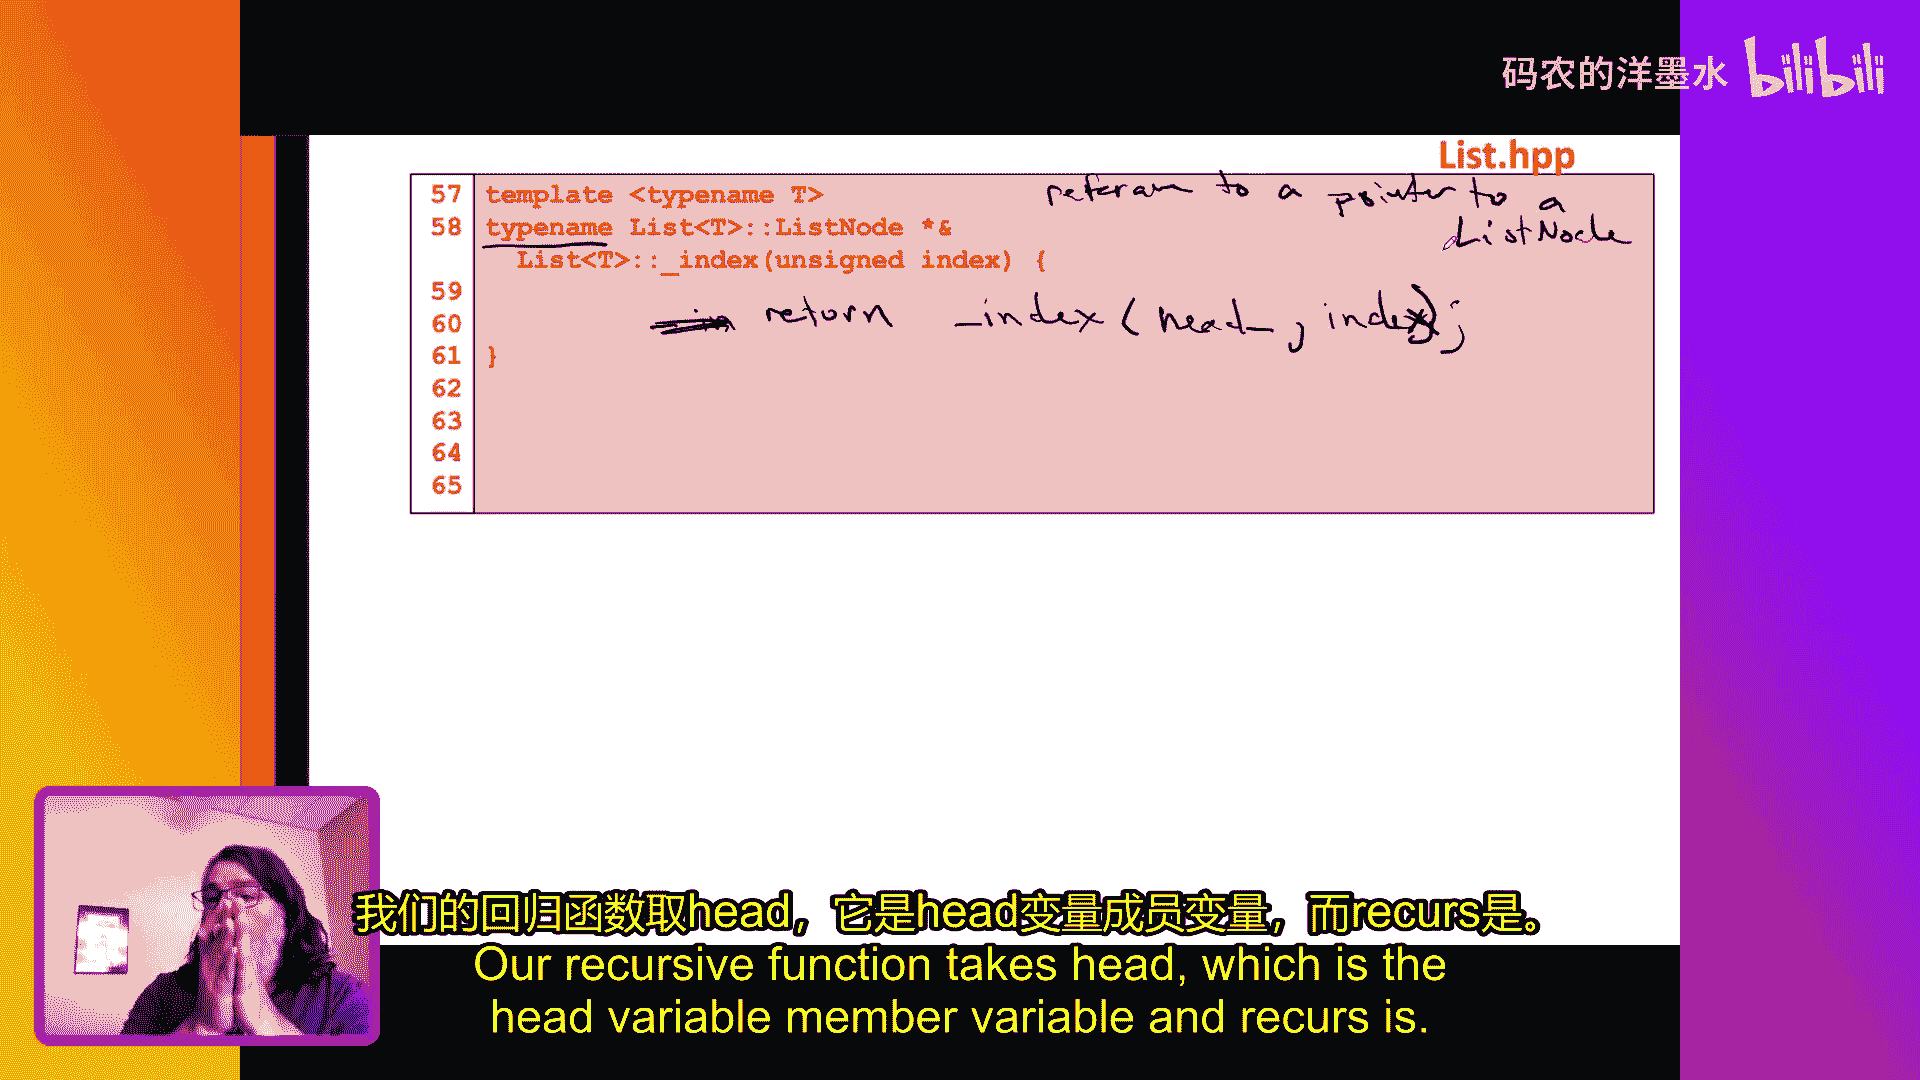 码农的洋墨水 bilibili
List.hpp
57 template <typename T>
58 typename List<T>::ListNode *&
List<T>::_index(unsigned index) {
59
60
61 }
62
63
64
65
to a pointer to a
ListNode
return _index(head_, index);
我们的回归函数取head，它是head变量成员变量，而recurs是。
Our recursive function takes head, which is the
head variable member variable and recurs is.